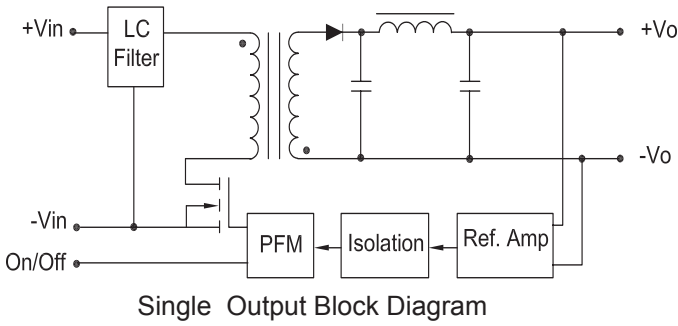 +Vin
LC
Filter
+Vo
-Vo
-Vin
On/Off
PFM
Isolation
Ref. Amp
Single Output Block Diagram